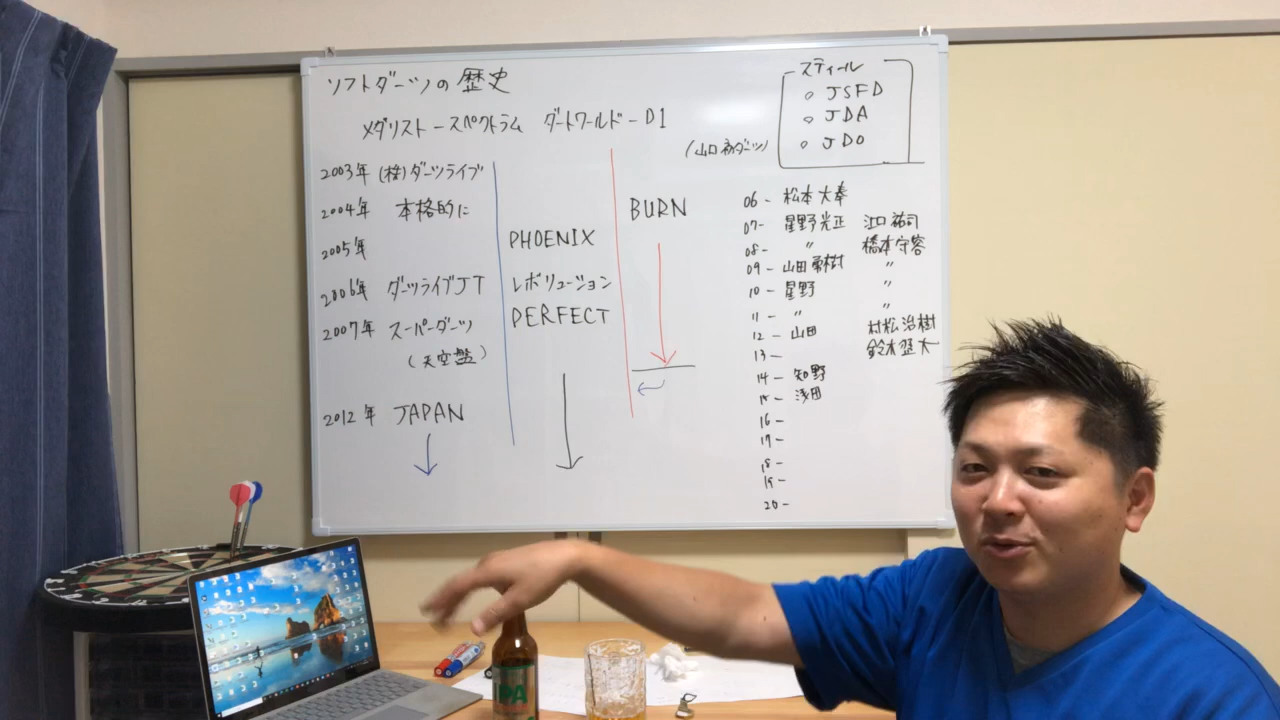 ソフトダーツの歴史
メダリスト-スペクトラム ダートワールド-D1
(山口 ダーツ)
スティール
○ JSFD
○ JDA
○ JDO
2003年 (株)ダーツライブ
2004年 本格的に
2005年
2006年 ダーツライブJT
2007年 スーパーダーツ
(天空盤)
2012年 JAPAN
PHOENIX
レボリューション
PERFECT
BURN
06- 松本 大奉
07- 星野 光正 江口 祐司
08- 〃 橋本 守容
09- 山田 勇樹 〃
10- 星野 〃
11- 〃 〃
12- 山田 村松 治樹
13- 鈴木
14- 知野
15- 浅田
16-
17-
18-
19-
20-
IPA